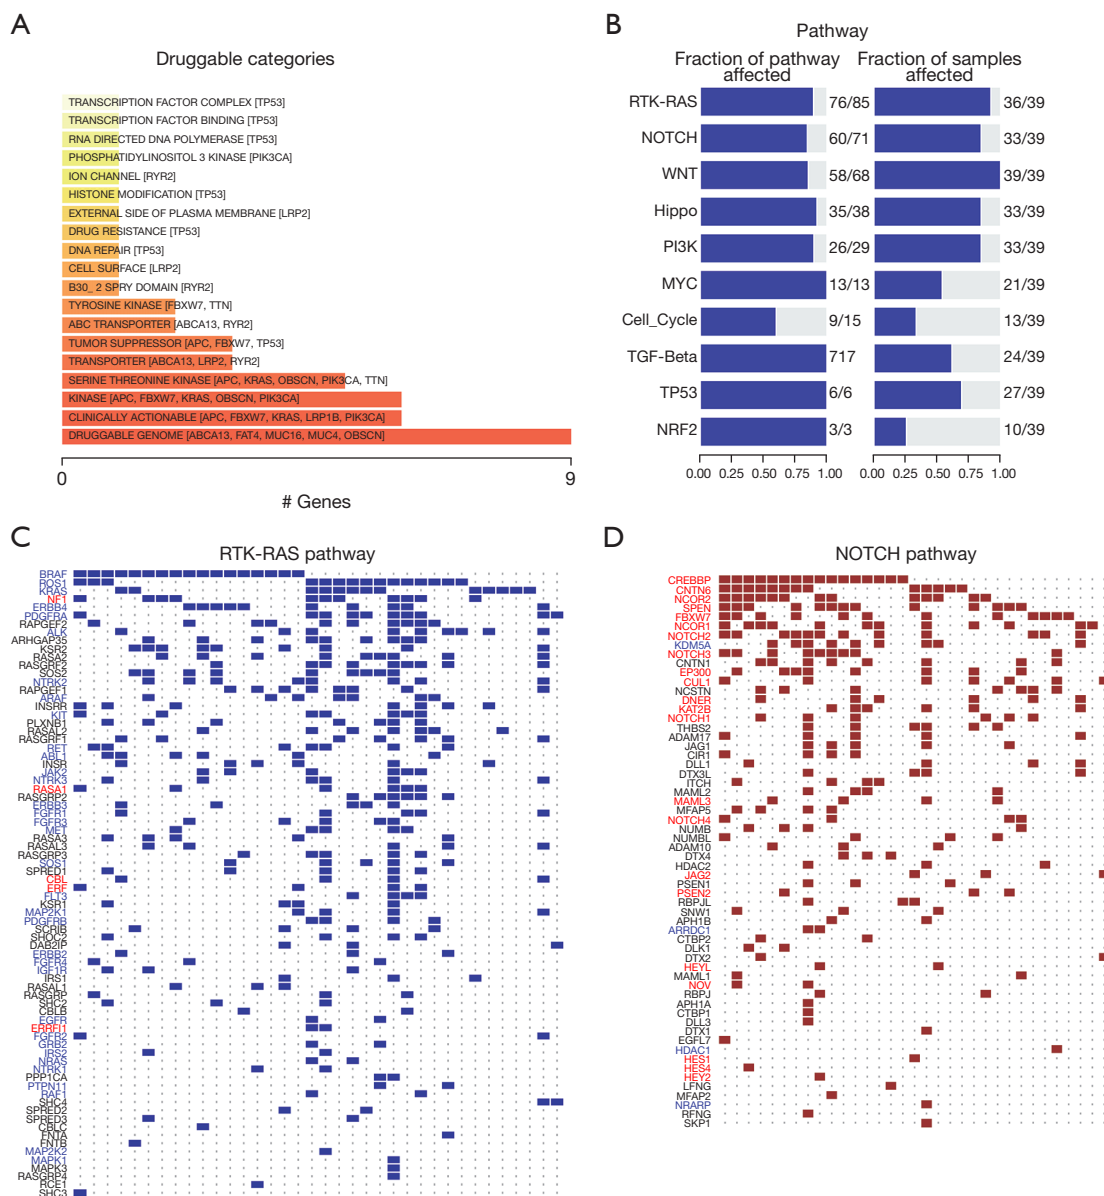 A
Druggable categories
TRANSCRIPTION FACTOR COMPLEX [TP53]
TRANSCRIPTION FACTOR BINDING [TP53]
RNA DIRECTED DNA POLYMERASE [TP53]
PHOSPHATIDYLINOSITOL 3 KINASE [PIK3CA]
ION CHANNEL [RYR2]
HISTONE MODIFICATION [TP53]
EXTERNAL SIDE OF PLASMA MEMBRANE [LRP2]
DRUG RESISTANCE [TP53]
DNA REPAIR [TP53]
CELL SURFACE [LRP2]
B30_ 2 SPRY DOMAIN [RYR2]
TYROSINE KINASE [FBXW7, TTN]
ABC TRANSPORTER [ABCA13, RYR2]
TUMOR SUPPRESSOR [APC, FBXW7, TP53]
TRANSPORTER [ABCA13, LRP2, RYR2]
SERINE THREONINE KINASE [APC, KRAS, OBSCN, PIK3CA, TTN]
KINASE [APC, FBXW7, KRAS, OBSCN, PIK3CA]
CLINICALLY ACTIONABLE [APC, FBXW7, KRAS, LRP1B, PIK3CA]
DRUGGABLE GENOME [ABCA13, FAT4, MUC16, MUC4, OBSCN]
0 9
# Genes
B
Pathway
Fraction of pathway affected
Fraction of samples affected
RTK-RAS 76/85 36/39
NOTCH 60/71 33/39
WNT 58/68 39/39
Hippo 35/38 33/39
PI3K 26/29 33/39
MYC 13/13 21/39
Cell_Cycle 9/15 13/39
TGF-Beta 717 24/39
TP53 6/6 27/39
NRF2 3/3 10/39
0.00 0.25 0.50 0.75 1.00 0.00 0.25 0.50 0.75 1.00
C
RTK-RAS pathway
BRAF
ROS1
KRAS
NF1
ERBB4
PDGFRA
RAPGEF2
ALK
ARHGAP35
KSR2
RASA2
RASGRF2
SOS2
NTRK2
RAPGEF1
ARAF
INSRR
KIT
PLXNB1
RASAL2
RASGRF1
RET
ABL1
INSR
JAK2
NTRK3
RASA1
RASGRP2
ERBB3
FGFR1
FGFR3
MET
RASA3
RASAL3
RASGRP3
SOS1
SPRED1
CBL
ERF
FLT3
KSR1
MAP2K1
PDGFRB
SCRIB
SHOC2
DAB2IP
ERBB2
FGFR4
IGF1R
IRS1
RASAL1
RASGRP
SHC2
CBLB
EGFR
ERRFI1
FGFR2
GRB2
IRS2
NRAS
NTRK1
PPP1CA
PTPN11
RAF1
SHC4
SPRED2
SPRED3
CBLC
FNTA
FNTB
MAP2K2
MAPK1
MAPK3
RASGRP4
RCE1
SHC3
D
NOTCH pathway
CREBBP
CNTN6
NCOR2
SPEN
FBXW7
NCOR1
NOTCH2
KDM5A
NOTCH3
CNTN1
EP300
CUL1
NCSTN
DNER
KAT2B
NOTCH1
THBS2
ADAM17
JAG1
CIR1
DLL1
DTX3L
ITCH
MAML2
MAML3
MFAP5
NOTCH4
NUMB
NUMBL
ADAM10
DTX4
HDAC2
JAG2
PSEN1
PSEN2
RBPJL
SNW1
APH1B
ARRDC1
CTBP2
DLK1
DTX2
HEYL
MAML1
NOV
RBPJ
APH1A
CTBP1
DLL3
DTX1
EGFL7
HDAC1
HES1
HES4
HEY2
LFNG
MFAP2
NRARP
RFNG
SKP1